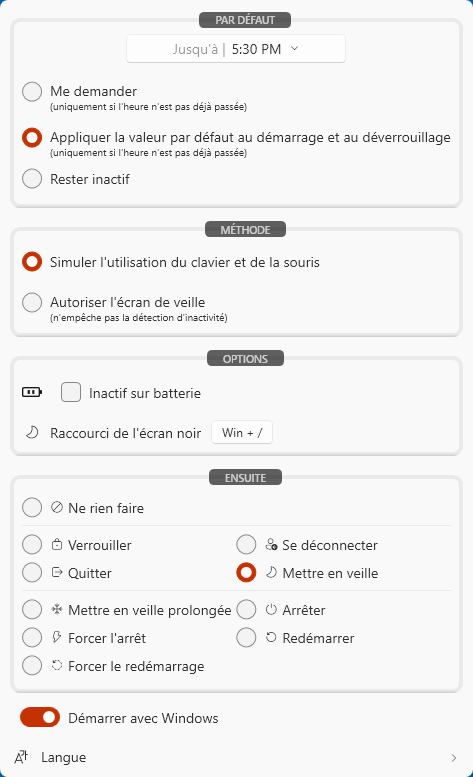 PAR DÉFAUT
Jusqu'à | 5:30 PM
Me demander
(uniquement si l'heure n'est pas déjà passée)
Appliquer la valeur par défaut au démarrage et au déverrouillage
(uniquement si l'heure n'est pas déjà passée)
Rester inactif
MÉTHODE
Simuler l'utilisation du clavier et de la souris
Autoriser l'écran de veille
(n'empêche pas la détection d'inactivité)
OPTIONS
Inactif sur batterie
Raccourci de l'écran noir Win + /
ENSUITE
Ne rien faire
Verrouiller Se déconnecter
Quitter Mettre en veille
Mettre en veille prolongée Arrêter
Forcer l'arrêt Redémarrer
Forcer le redémarrage
Démarrer avec Windows
Langue